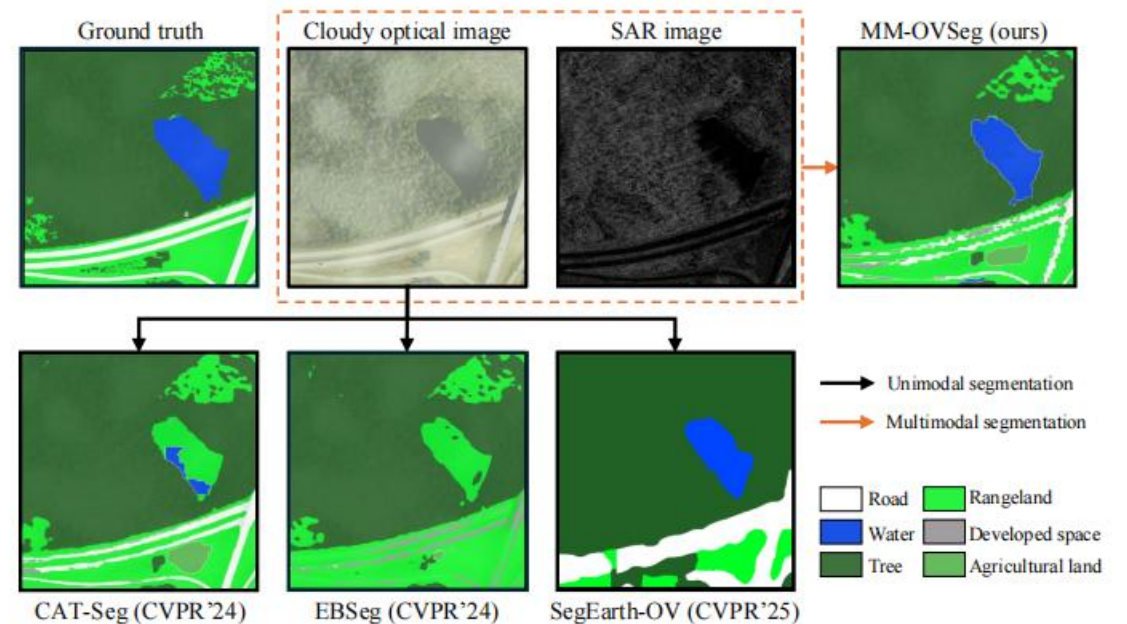 Ground truth
Cloudy optical image
SAR image
MM-OVSeg (ours)
CAT-Seg (CVPR’24)
EBSeg (CVPR’24)
SegEarth-OV (CVPR’25)
Unimodal segmentation
Multimodal segmentation
Road
Rangeland
Water
Developed space
Tree
Agricultural land